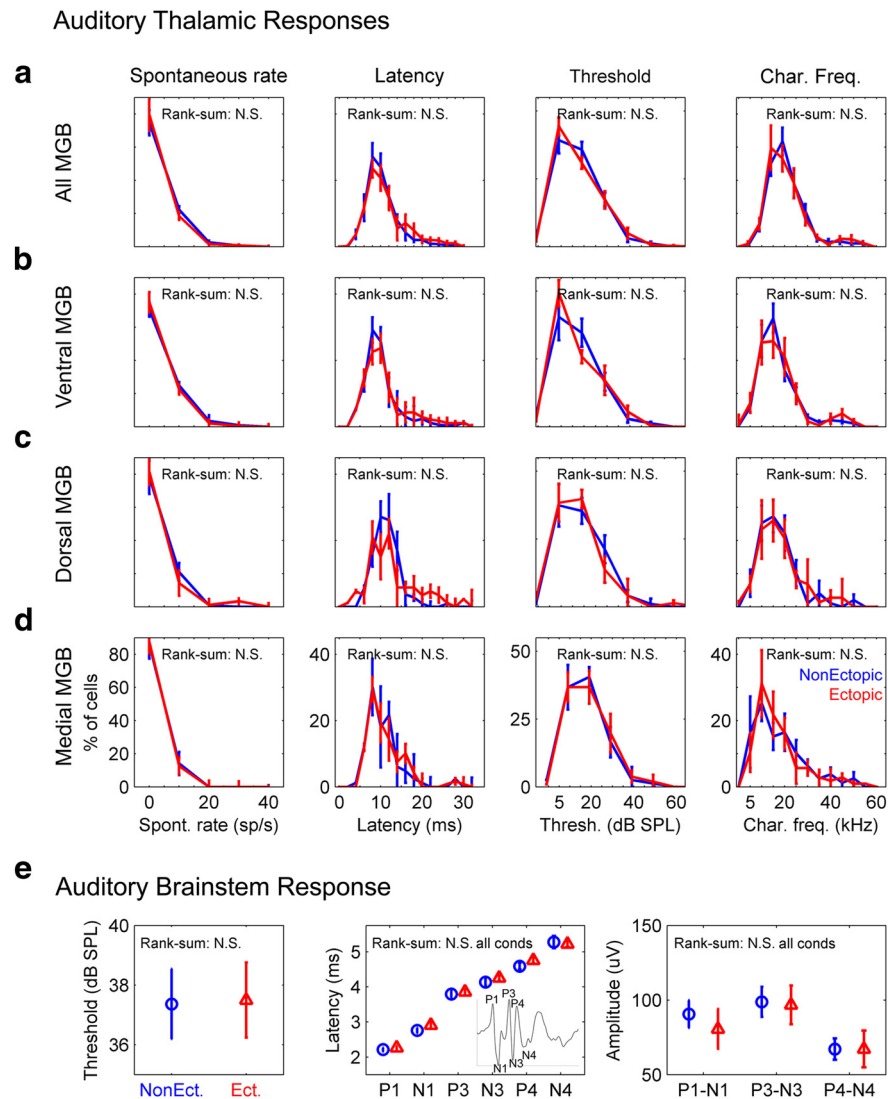 Auditory Thalamic Responses
a
Spontaneous rate
Latency
Threshold
Char. Freq.
All MGB
Rank-sum: N.S.
Rank-sum: N.S.
Rank-sum: N.S.
Rank-sum: N.S.
b
Ventral MGB
Rank-sum: N.S.
Rank-sum: N.S.
Rank-sum: N.S.
Rank-sum: N.S.
c
Dorsal MGB
Rank-sum: N.S.
Rank-sum: N.S.
Rank-sum: N.S.
Rank-sum: N.S.
d
Medial MGB
% of cells
80
60
40
20
0
Rank-sum: N.S.
0 20 40
Spont. rate (sp/s)
40
20
0
Rank-sum: N.S.
0 10 20 30
Latency (ms)
50
25
0
Rank-sum: N.S.
5 20 40 60
Thresh. (dB SPL)
40
20
0
Rank-sum: N.S.
NonEctopic
Ectopic
5 20 40 60
Char. freq. (kHz)
e
Auditory Brainstem Response
Threshold (dB SPL)
40
38
36
Rank-sum: N.S.
NonEct. Ect.
Latency (ms)
5
4
3
2
Rank-sum: N.S. all conds
P1
P3
P4
N1
N3
N4
P1 N1 P3 N3 P4 N4
Amplitude (uV)
150
100
50
Rank-sum: N.S. all conds
P1-N1 P3-N3 P4-N4